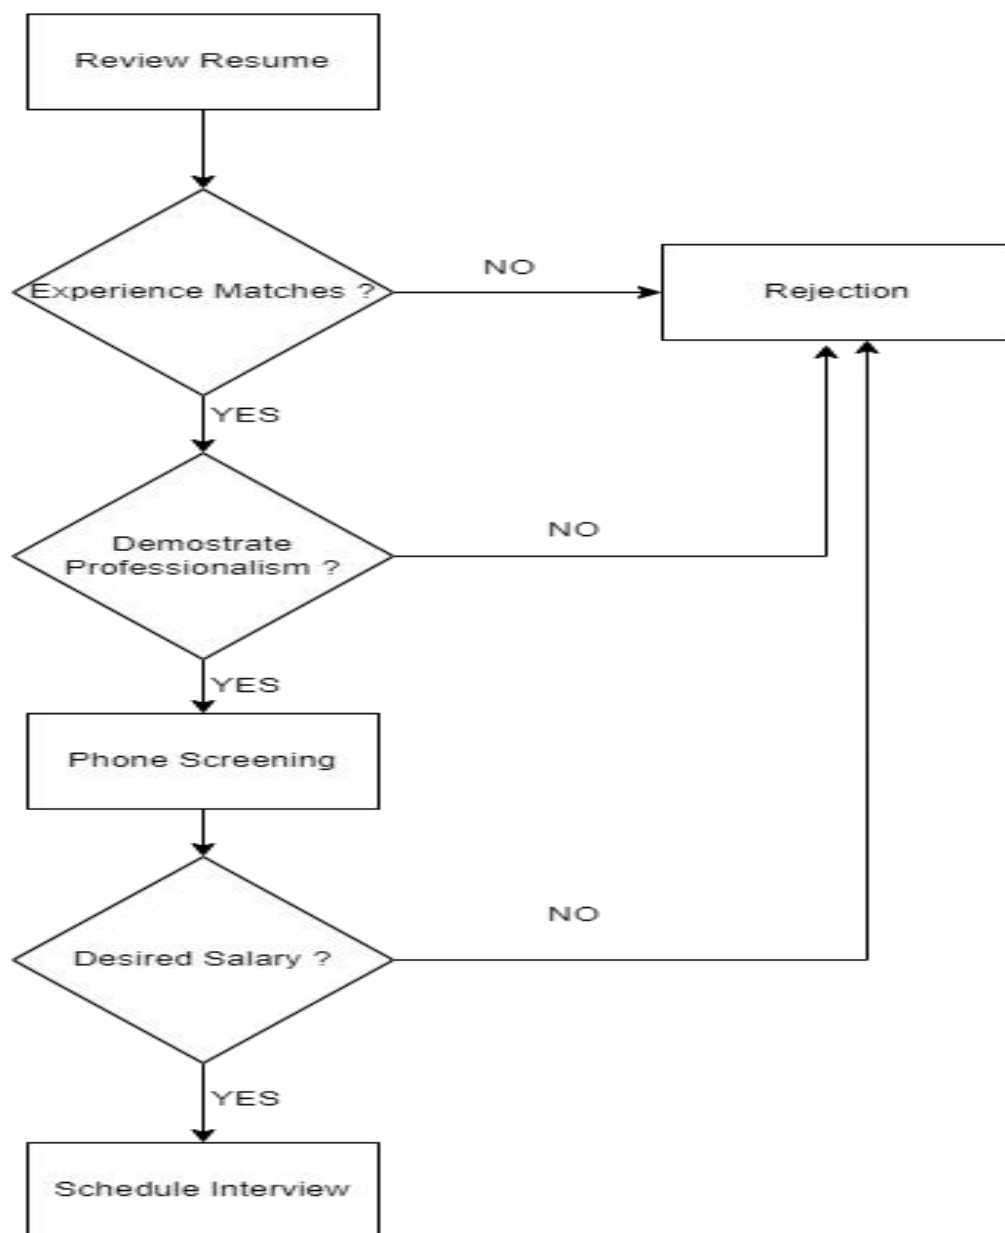 Review Resume
Experience Matches ?
NO
Rejection
YES
Demostrate
Professionalism ?
NO
YES
Phone Screening
Desired Salary ?
NO
YES
Schedule Interview